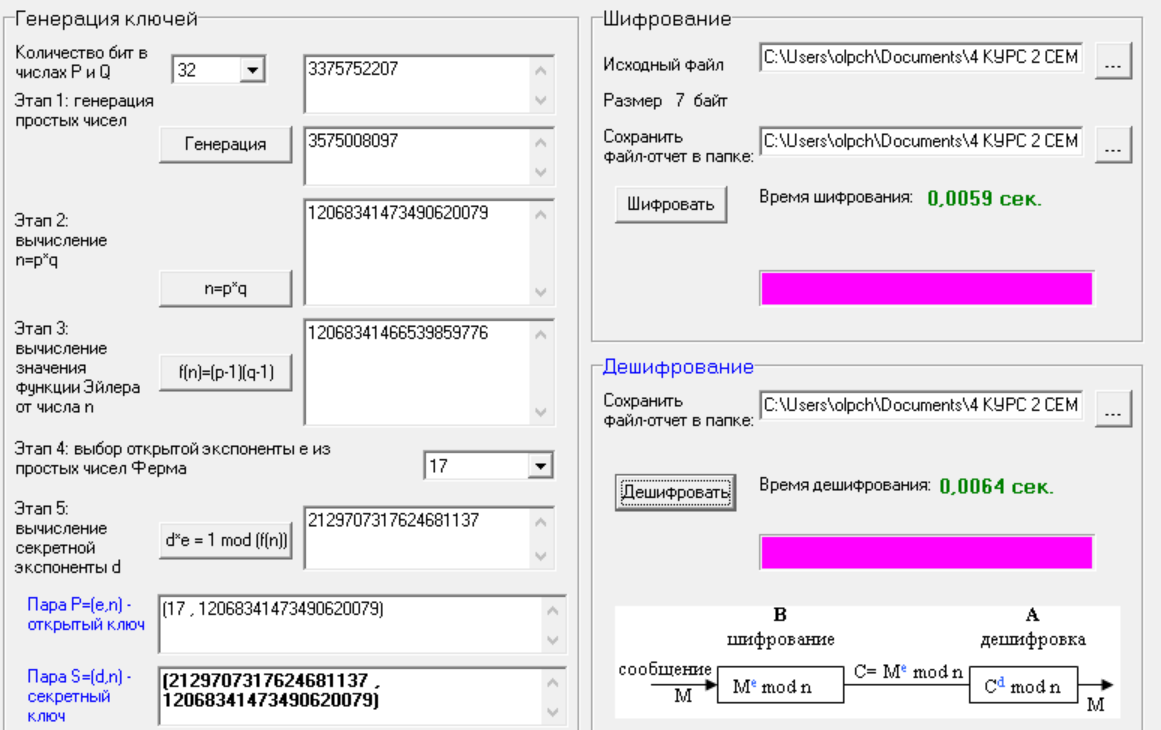 Генерация ключей
Количество бит в
числах P и Q
32
3375752207
Этап 1: генерация
простых чисел
Генерация
3575008097
Этап 2:
вычисление
n=p*q
n=p*q
12068341473490620079
Этап 3:
вычисление
значения
функции Эйлера
от числа n
f(n)=(p-1)(q-1)
12068341466539859776
Этап 4: выбор открытой экспоненты e из
простых чисел Ферма
17
Этап 5:
вычисление
секретной
экспоненты d
d*e = 1 mod (f(n))
2129707317624681137
Пара P=(e,n) -
открытый ключ
(17 , 12068341473490620079)
Пара S=(d,n) -
секретный
ключ
(2129707317624681137 ,
12068341473490620079)
Шифрование
Исходный файл
C:\Users\olpch\Documents\4 КУРС 2 СЕМ
...
Размер 7 байт
Сохранить
файл-отчет в папке:
C:\Users\olpch\Documents\4 КУРС 2 СЕМ
...
Шифровать
Время шифрования: 0,0059 сек.
Дешифрование
Сохранить
файл-отчет в папке:
C:\Users\olpch\Documents\4 КУРС 2 СЕМ
...
Дешифровать
Время дешифрования: 0,0064 сек.
B
шифрование
A
дешифровка
сообщение
M
Mᵉ mod n
C= Mᵉ mod n
Cᵈ mod n
M